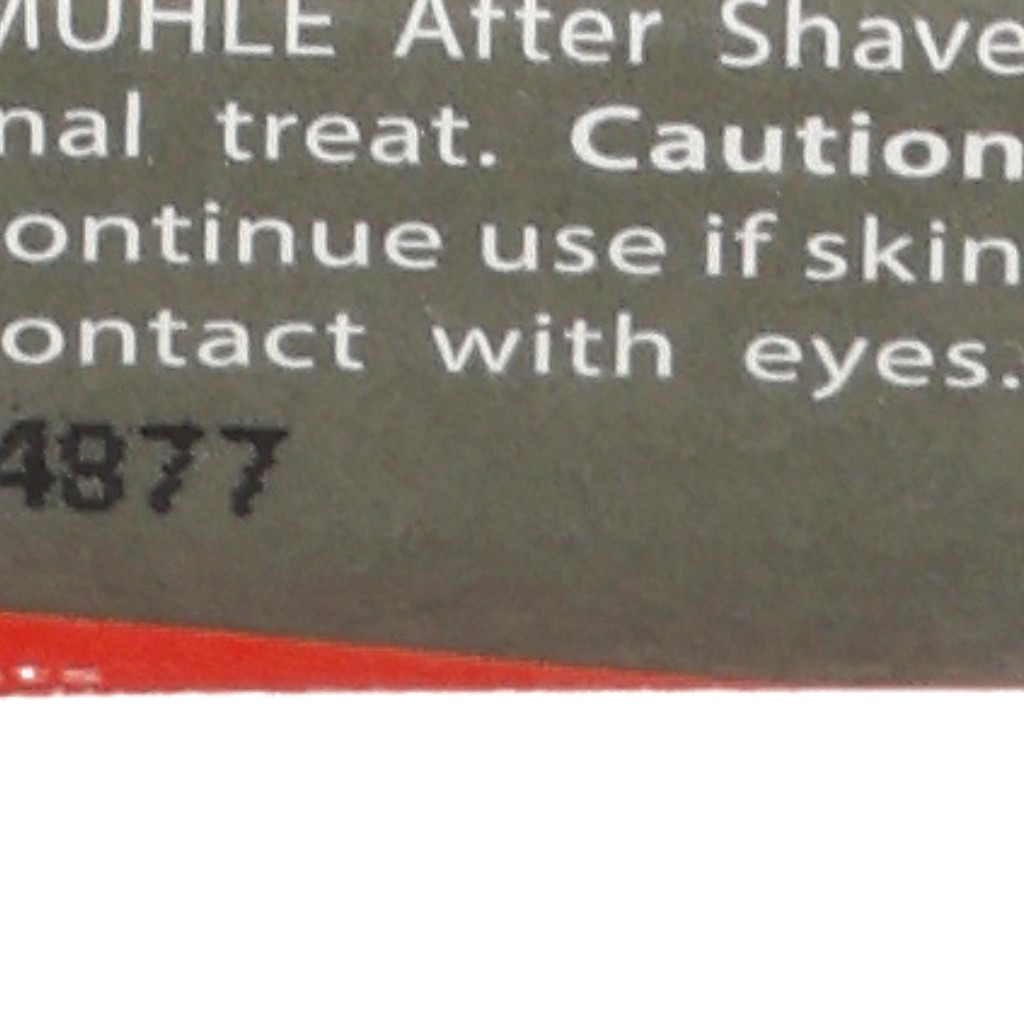 MUHLE After Shave
nal treat. Caution
ontinue use if skin
ontact with eyes.
4877